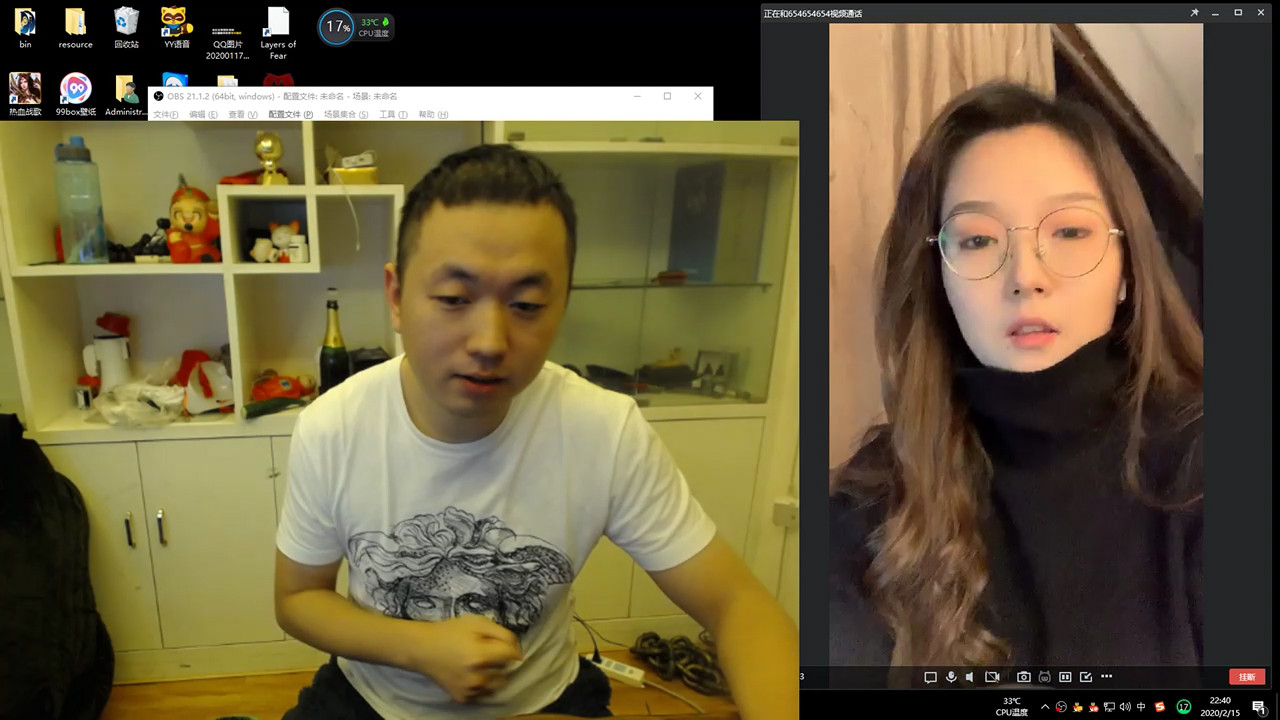 正在和654654654视频通话
bin
resource
回收站
YY语音
QQ图片
20200117...
Layers of
Fear
17%
33℃
CPU温度
热血战歌
99
99box壁纸
Administr...
OBS 21.1.2 (64bit, windows) - 配置文件: 未命名 - 场景: 未命名
文件(F) 编辑 (E) 查看 (V) 配置文件 (P) 场景集合 (S) 工具 (T) 帮助 (H)
3
挂断
33℃
CPU温度
中
17
22:40
2020/2/15
1